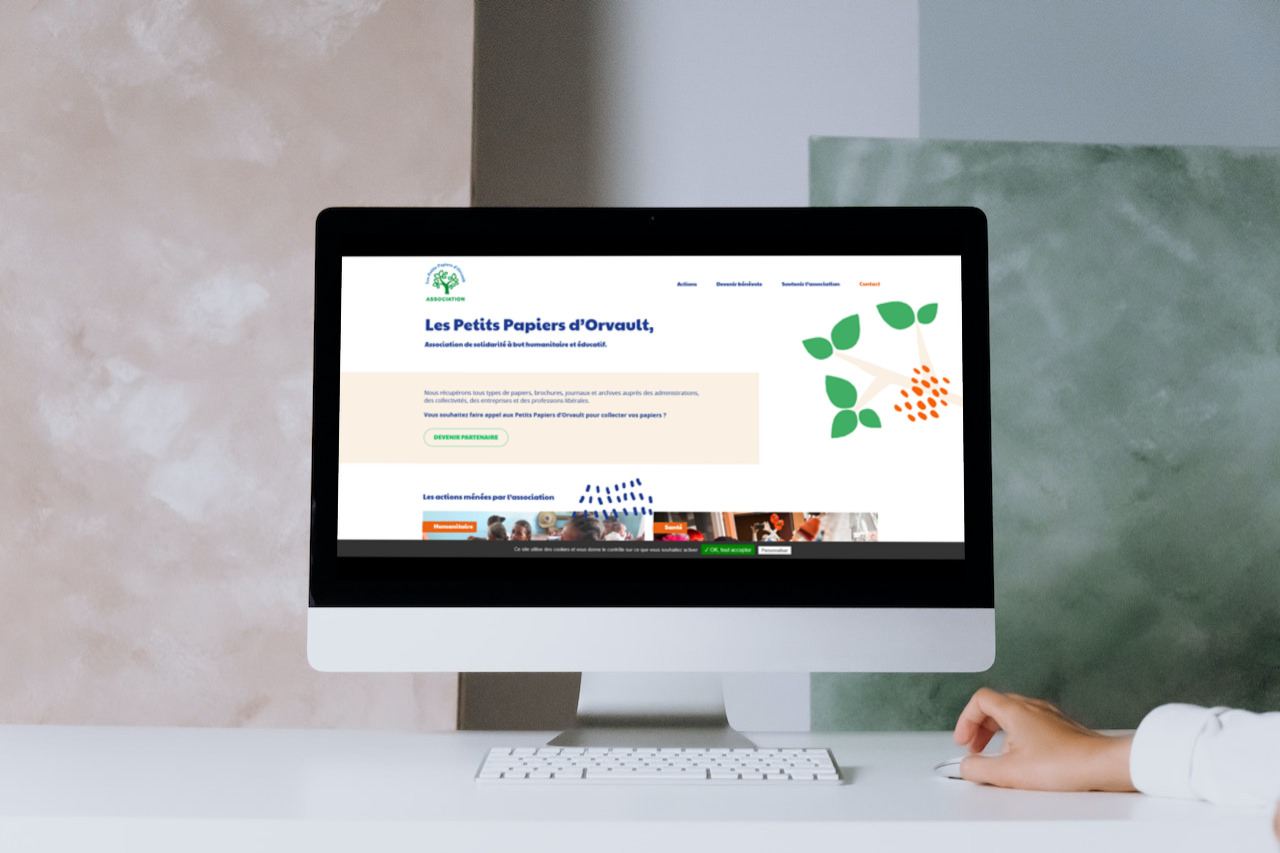 Les Petits Papiers d'Orvault
ASSOCIATION
Actions
Devenir bénévole
Soutenir l'association
Contact
Les Petits Papiers d'Orvault,
Association de solidarité à but humanitaire et éducatif.
Nous récupérons tous types de papiers, brochures, journaux et archives auprès des administrations,
des collectivités, des entreprises et des professions libérales.
Vous souhaitez faire appel aux Petits Papiers d'Orvault pour collecter vos papiers ?
DEVENIR PARTENAIRE
Les actions ménées par l'association
Humanitaire
Santé
Ce site utilise des cookies et vous donne le contrôle sur ce que vous souhaitez activer
✓ OK, tout accepter
Personnaliser